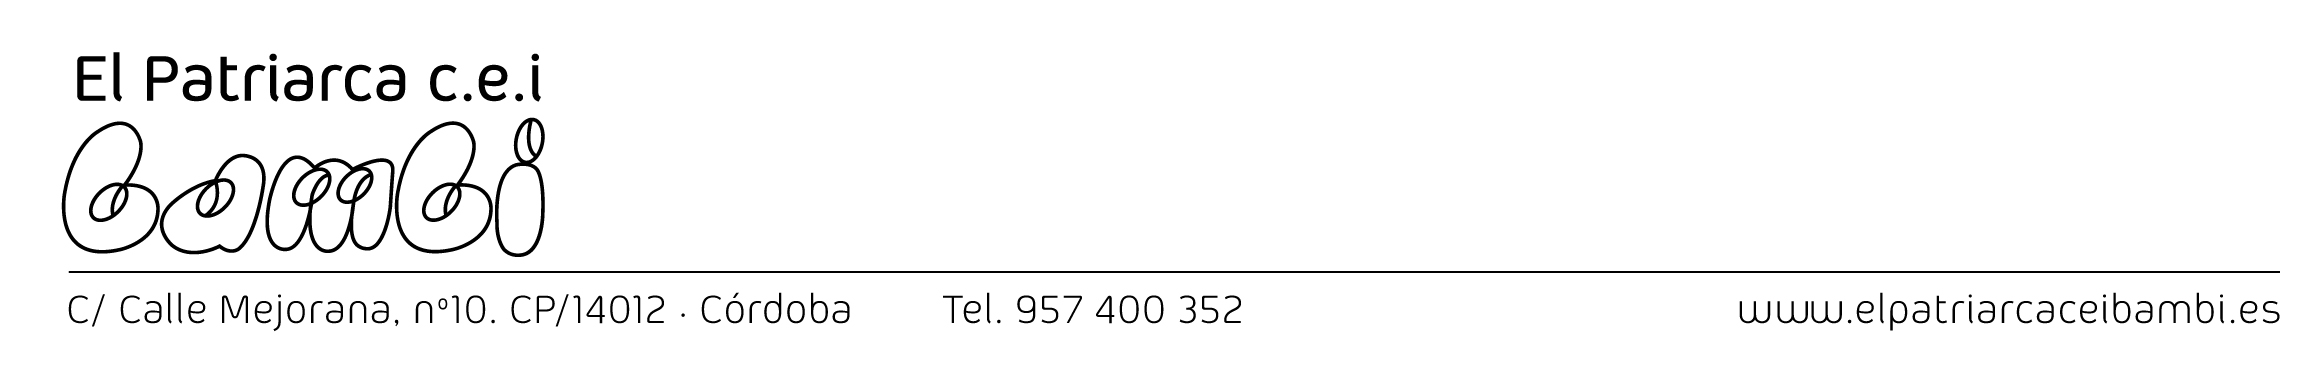 El Patriarca c.e.i
bambi
C/ Calle Mejorana, nº10. CP/14012 · Córdoba Tel. 957 400 352 www.elpatriarcaceibambi.es